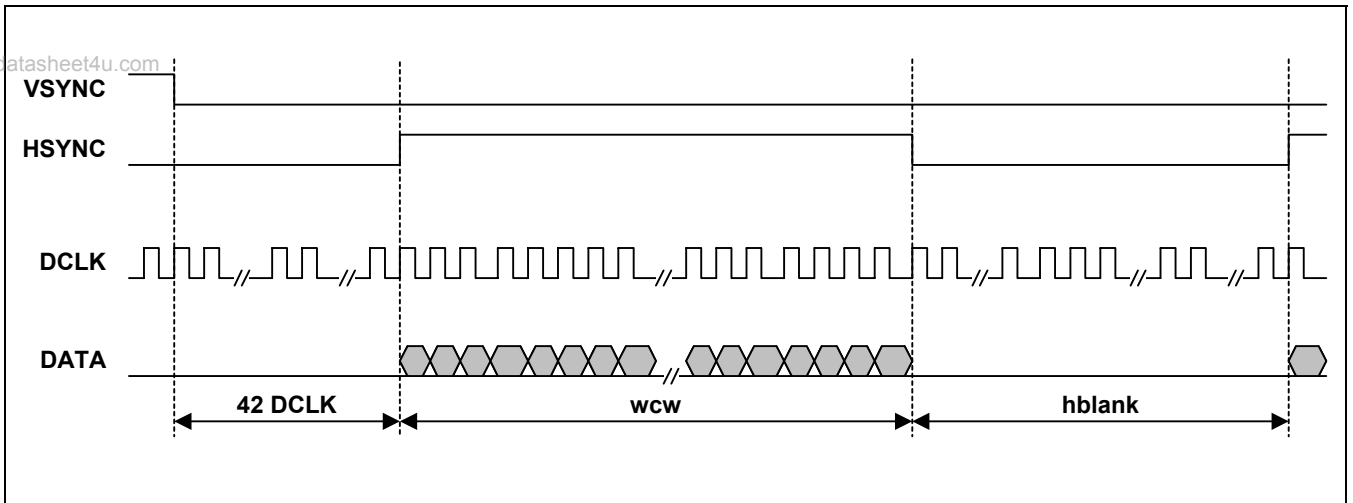 atasheet4u.com
VSYNC
HSYNC
DCLK
DATA
42 DCLK
wcw
hblank